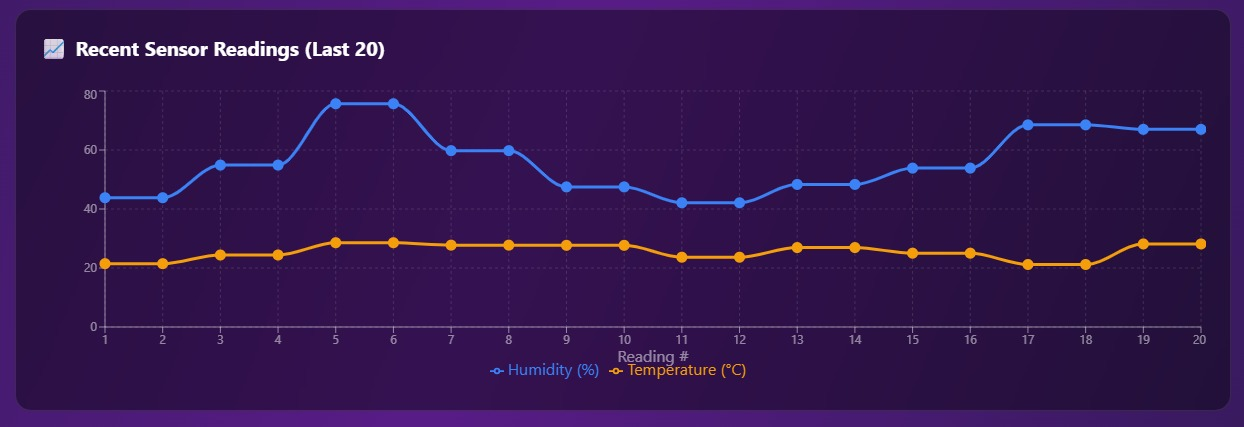 Recent Sensor Readings (Last 20)
80
60
40
20
0
1 2 3 4 5 6 7 8 9 10 11 12 13 14 15 16 17 18 19 20
Reading #
Humidity (%) Temperature (°C)